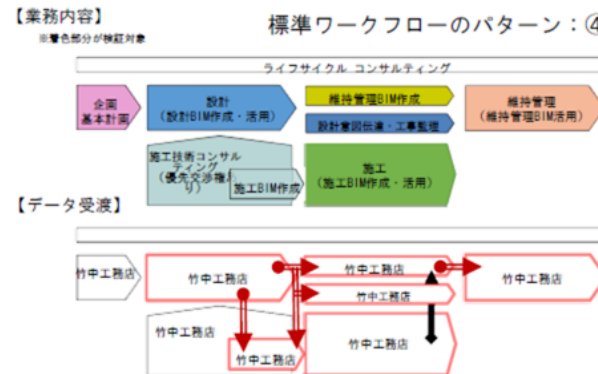 【業務内容】
標準ワークフローのパターン：④
※着色部分が検証対象
ライフサイクル コンサルティング
企画
基本計画
設計
（設計BIM作成・活用）
維持管理BIM作成
設計意図伝達・工事監理
維持管理
（維持管理BIM活用）
施工技術コンサル
ティング
（優先交渉権あ
り）
施工BIM作成
施工
（施工BIM作成・活用）
【データ受渡】
竹中工務店
竹中工務店
竹中工務店
竹中工務店
竹中工務店
竹中工務店
竹中工務店
竹中工務店